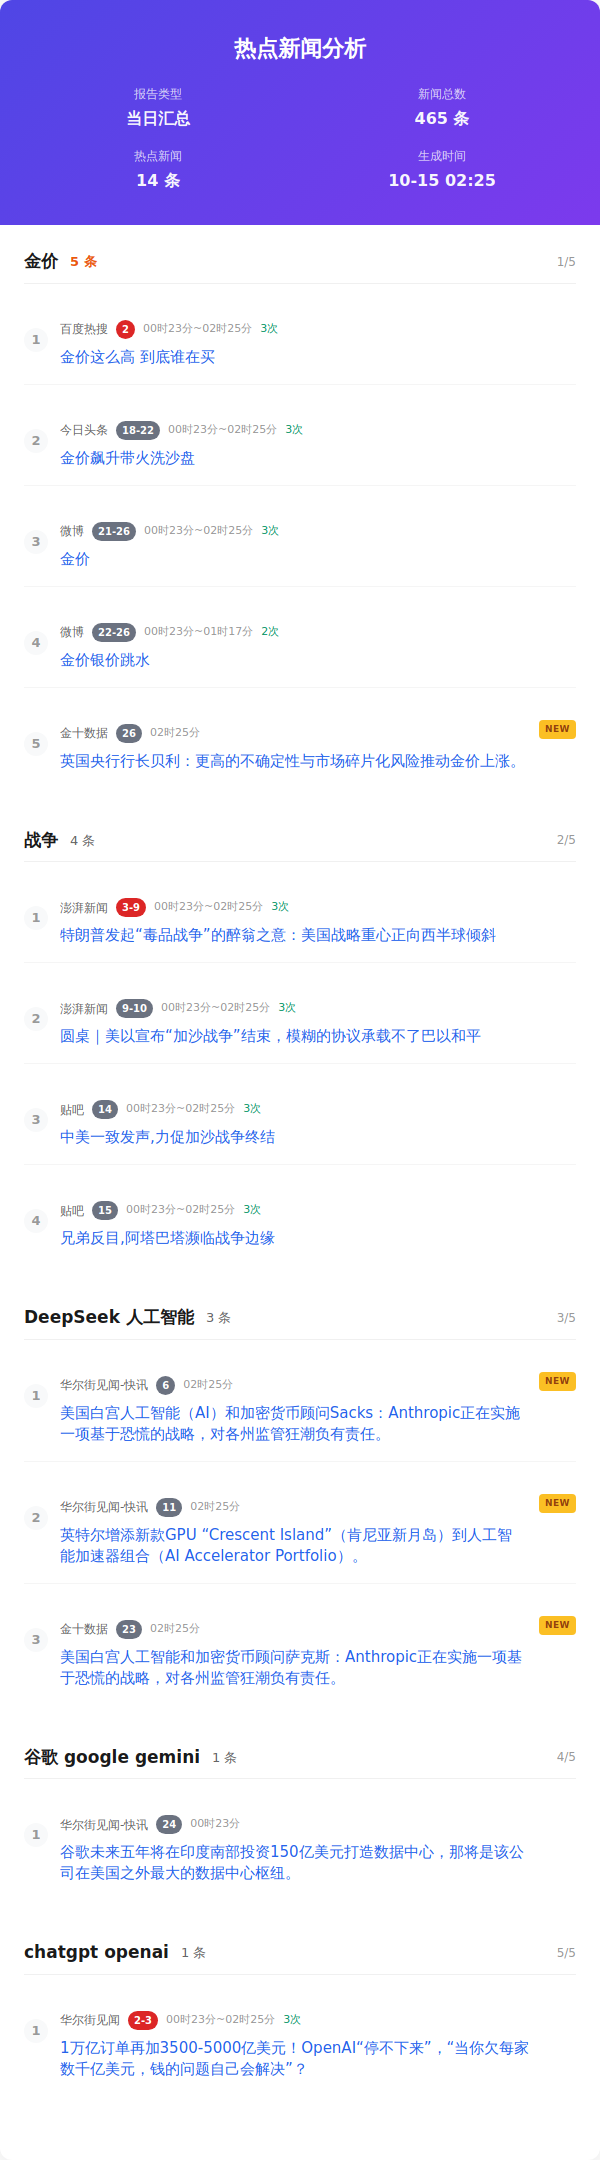 热点新闻分析
报告类型
新闻总数
当日汇总
465 条
热点新闻
生成时间
14 条
10-15 02:25
金价 5 条 1/5
1
百度热搜 2 00时23分~02时25分 3次
金价这么高 到底谁在买
2
今日头条 18-22 00时23分~02时25分 3次
金价飙升带火洗沙盘
3
微博 21-26 00时23分~02时25分 3次
金价
4
微博 22-26 00时23分~01时17分 2次
金价银价跳水
5
金十数据 26 02时25分 NEW
英国央行行长贝利：更高的不确定性与市场碎片化风险推动金价上涨。
战争 4 条 2/5
1
澎湃新闻 3-9 00时23分~02时25分 3次
特朗普发起“毒品战争”的醉翁之意：美国战略重心正向西半球倾斜
2
澎湃新闻 9-10 00时23分~02时25分 3次
圆桌｜美以宣布“加沙战争”结束，模糊的协议承载不了巴以和平
3
贴吧 14 00时23分~02时25分 3次
中美一致发声,力促加沙战争终结
4
贴吧 15 00时23分~02时25分 3次
兄弟反目,阿塔巴塔濒临战争边缘
DeepSeek 人工智能 3 条 3/5
1
华尔街见闻-快讯 6 02时25分 NEW
美国白宫人工智能（AI）和加密货币顾问Sacks：Anthropic正在实施
一项基于恐慌的战略，对各州监管狂潮负有责任。
2
华尔街见闻-快讯 11 02时25分 NEW
英特尔增添新款GPU “Crescent Island”（肯尼亚新月岛）到人工智
能加速器组合（AI Accelerator Portfolio）。
3
金十数据 23 02时25分 NEW
美国白宫人工智能和加密货币顾问萨克斯：Anthropic正在实施一项基
于恐慌的战略，对各州监管狂潮负有责任。
谷歌 google gemini 1 条 4/5
1
华尔街见闻-快讯 24 00时23分
谷歌未来五年将在印度南部投资150亿美元打造数据中心，那将是该公
司在美国之外最大的数据中心枢纽。
chatgpt openai 1 条 5/5
1
华尔街见闻 2-3 00时23分~02时25分 3次
1万亿订单再加3500-5000亿美元！OpenAI“停不下来”，“当你欠每家
数千亿美元，钱的问题自己会解决”？